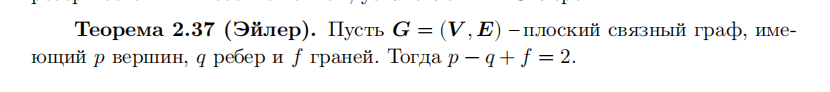 Теорема 2.37 (Эйлер). Пусть G = (V, E) – плоский связный граф, име-
ющий p вершин, q ребер и f граней. Тогда p − q + f = 2.